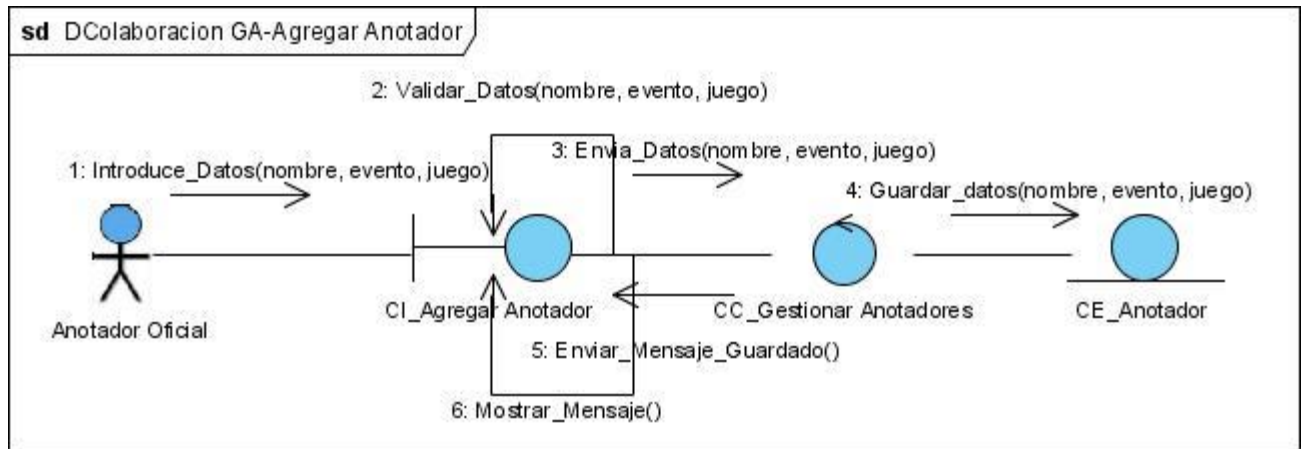 sd DColaboracion GA-Agregar Anotador
2: Validar_Datos(nombre, evento, juego)
3: Envia_Datos(nombre, evento, juego)
1: Introduce_Datos(nombre, evento, juego)
4: Guardar_datos(nombre, evento, juego)
CI_Agregar Anotador
CC_Gestionar Anotadores
CE_Anotador
Anotador Oficial
5: Enviar_Mensaje_Guardado()
6: Mostrar_Mensaje()